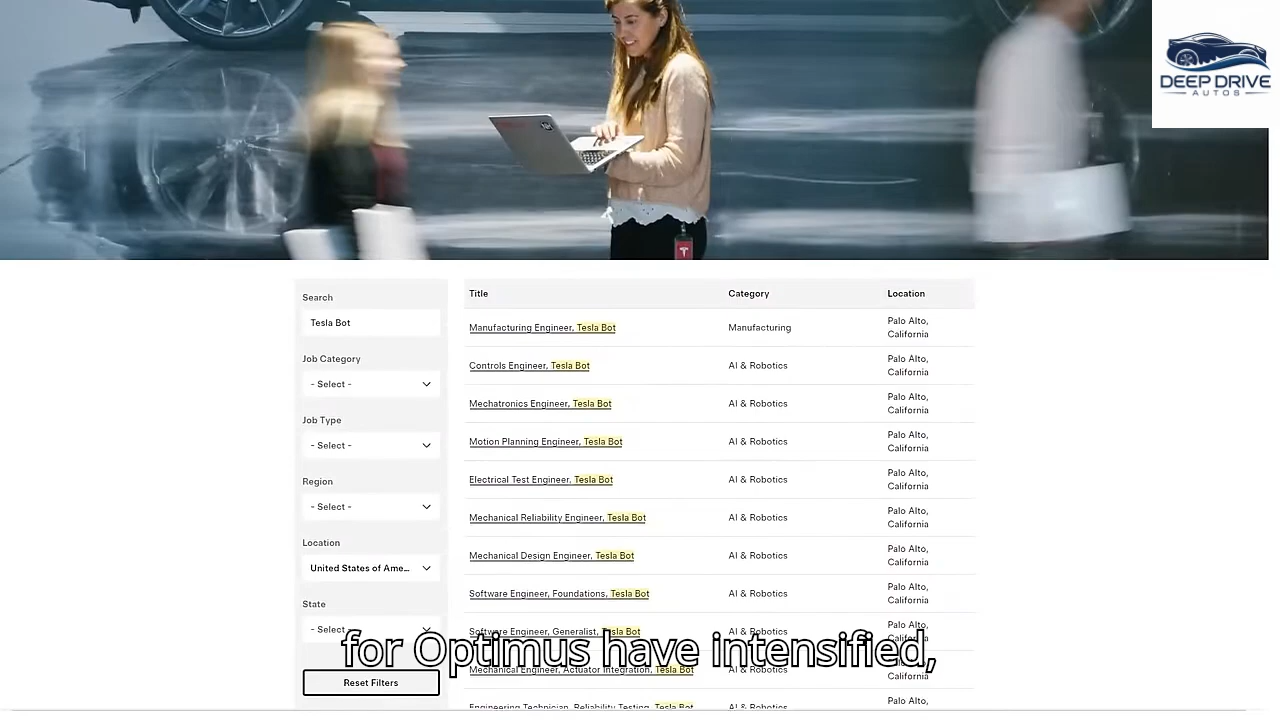 DEEP DRIVE
AUTOS
Search
Tesla Bot
Job Category
- Select -
Job Type
- Select -
Region
- Select -
Location
United States of Ame...
State
- Select -
Reset Filters
Title Category Location
Manufacturing Engineer, Tesla Bot Manufacturing Palo Alto,
California
Controls Engineer, Tesla Bot AI & Robotics Palo Alto,
California
Mechatronics Engineer, Tesla Bot AI & Robotics Palo Alto,
California
Motion Planning Engineer, Tesla Bot AI & Robotics Palo Alto,
California
Electrical Test Engineer, Tesla Bot AI & Robotics Palo Alto,
California
Mechanical Reliability Engineer, Tesla Bot AI & Robotics Palo Alto,
California
Mechanical Design Engineer, Tesla Bot AI & Robotics Palo Alto,
California
Software Engineer, Foundations, Tesla Bot AI & Robotics Palo Alto,
California
Software Engineer, Generalist, Tesla Bot AI & Robotics Palo Alto,
California
Mechanical Engineer, Actuator Integration, Tesla Bot AI & Robotics Palo Alto,
California
Engineering Technician, Reliability Testing, Tesla Bot AI & Robotics Palo Alto,
for Optimus have intensified,